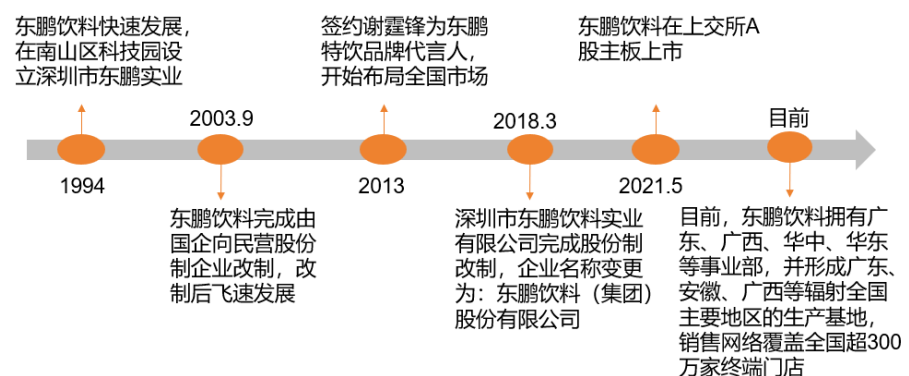 东鹏饮料快速发展，
在南山区科技园设
立深圳市东鹏实业
1994
2003.9
东鹏饮料完成由
国企向民营股份
制企业改制，改
制后飞速发展
签约谢霆锋为东鹏
特饮品牌代言人，
开始布局全国市场
2013
2018.3
深圳市东鹏饮料实业
有限公司完成股份制
改制，企业名称变更
为：东鹏饮料（集团）
股份有限公司
东鹏饮料在上交所A
股主板上市
2021.5
目前
目前，东鹏饮料拥有广
东、广西、华中、华东
等事业部，并形成广东、
安徽、广西等辐射全国
主要地区的生产基地，
销售网络覆盖全国超300
万家终端门店